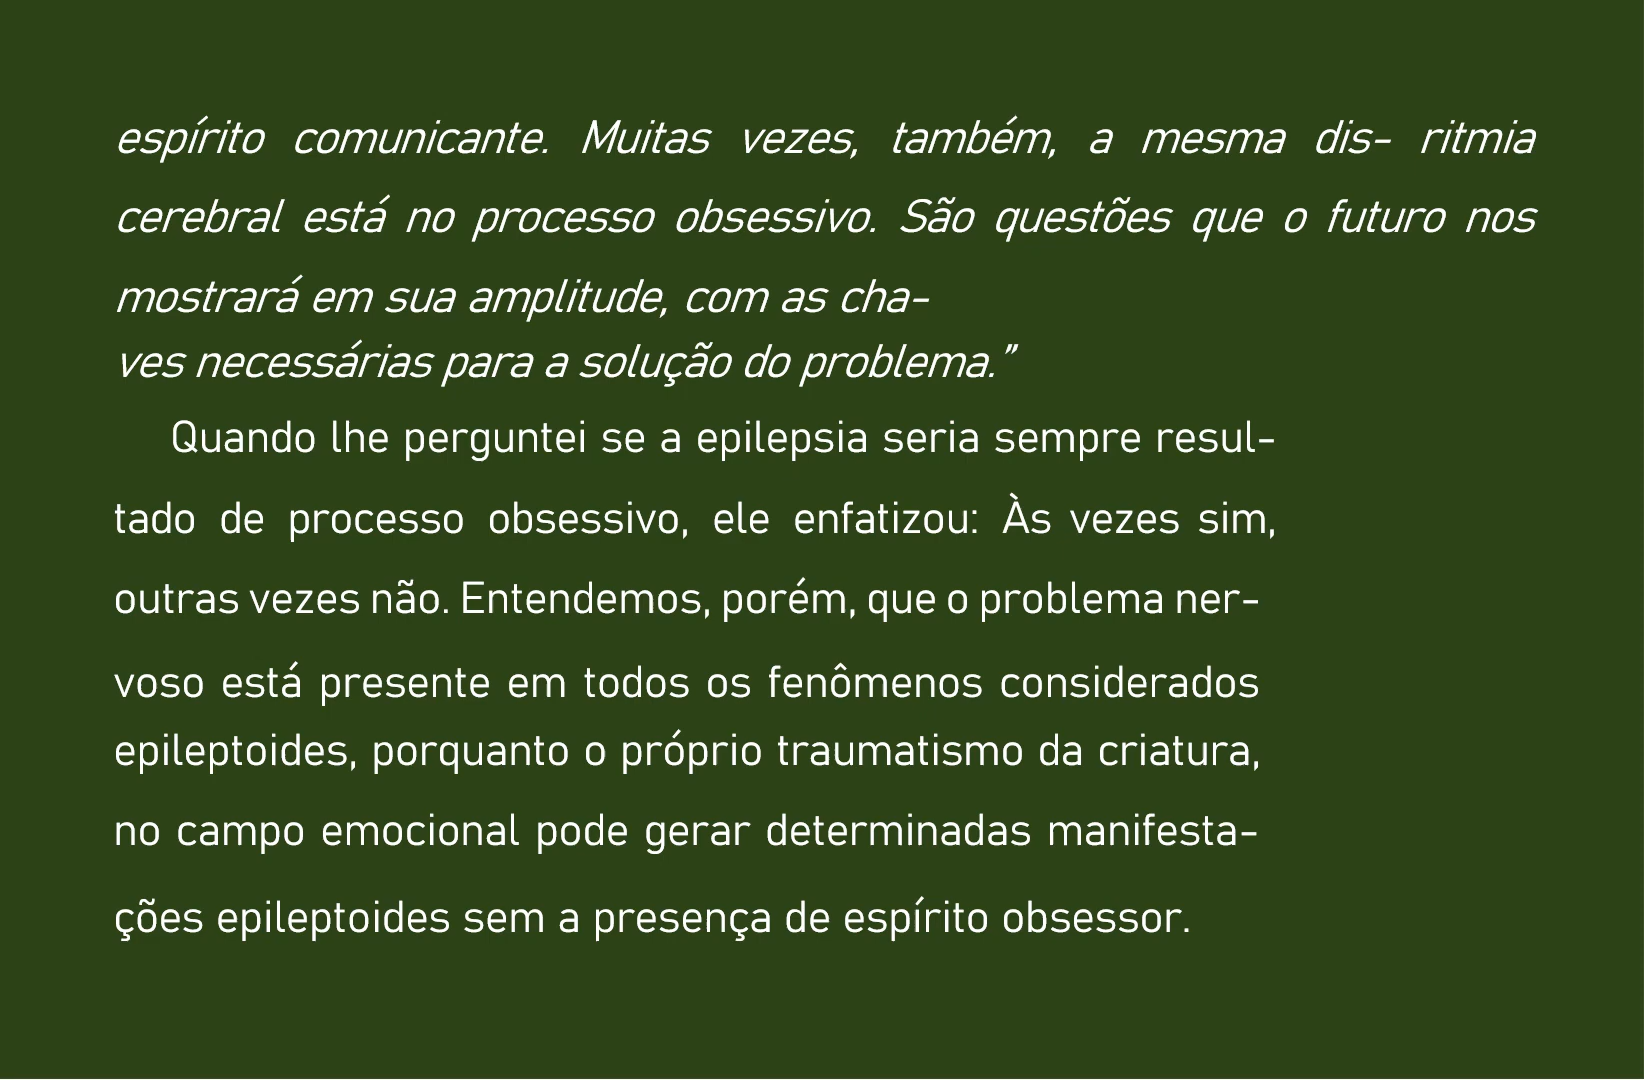 espírito comunicante. Muitas vezes, também, a mesma dis- ritmia
cerebral está no processo obsessivo. São questões que o futuro nos
mostrará em sua amplitude, com as cha-
ves necessárias para a solução do problema.”
Quando lhe perguntei se a epilepsia seria sempre resul-
tado de processo obsessivo, ele enfatizou: Às vezes sim,
outras vezes não. Entendemos, porém, que o problema ner-
voso está presente em todos os fenômenos considerados
epileptoides, porquanto o próprio traumatismo da criatura,
no campo emocional pode gerar determinadas manifesta-
ções epileptoides sem a presença de espírito obsessor.